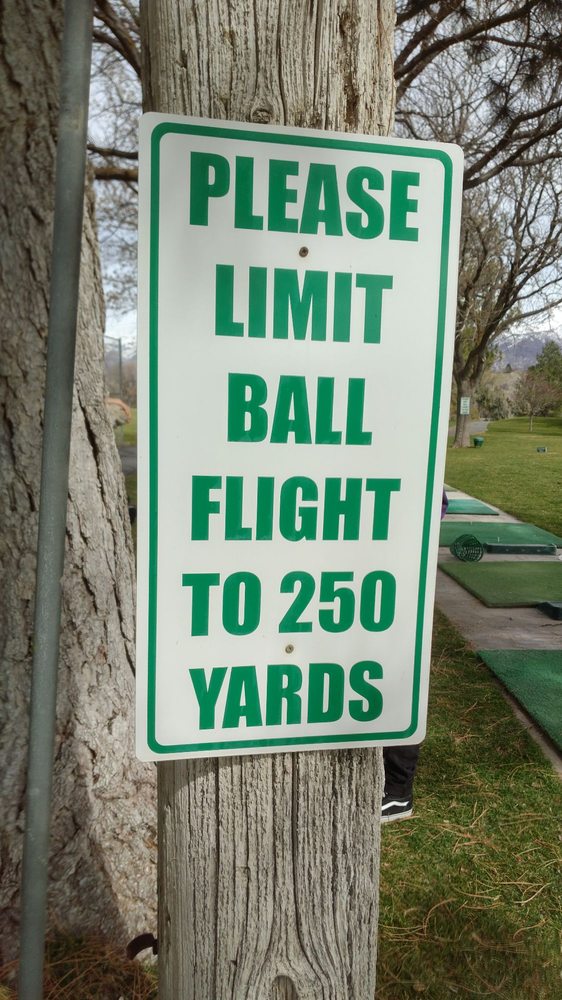 PLEASE
LIMIT
BALL
FLIGHT
TO 250
YARDS